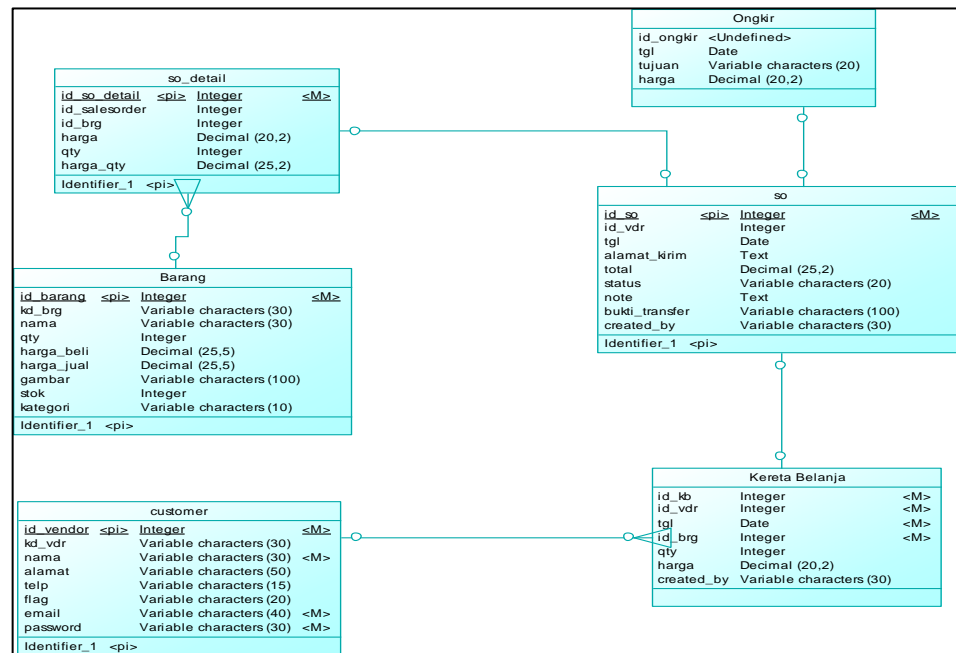 Ongkir
id_ongkir <Undefined>
tgl Date
tujuan Variable characters (20)
harga Decimal (20,2)
so_detail
id_so_detail <pi> Integer <M>
id_salesorder Integer
id_brg Integer
harga Decimal (20,2)
qty Integer
harga_qty Decimal (25,2)
Identifier_1 <pi>
so
id_so <pi> Integer <M>
id_vdr Integer
tgl Date
alamat_kirim Text
total Decimal (25,2)
status Variable characters (20)
note Text
bukti_transfer Variable characters (100)
created_by Variable characters (30)
Identifier_1 <pi>
Barang
id_barang <pi> Integer <M>
kd_brg Variable characters (30)
nama Variable characters (30)
qty Integer
harga_beli Decimal (25,5)
harga_jual Decimal (25,5)
gambar Variable characters (100)
stok Integer
kategori Variable characters (10)
Identifier_1 <pi>
Kereta Belanja
id_kb Integer <M>
id_vdr Integer <M>
tgl Date <M>
id_brg Integer <M>
qty Integer
harga Decimal (20,2)
created_by Variable characters (30)
customer
id_vendor <pi> Integer <M>
kd_vdr Variable characters (30)
nama Variable characters (30) <M>
alamat Variable characters (50)
telp Variable characters (15)
flag Variable characters (20)
email Variable characters (40) <M>
password Variable characters (30) <M>
Identifier_1 <pi>